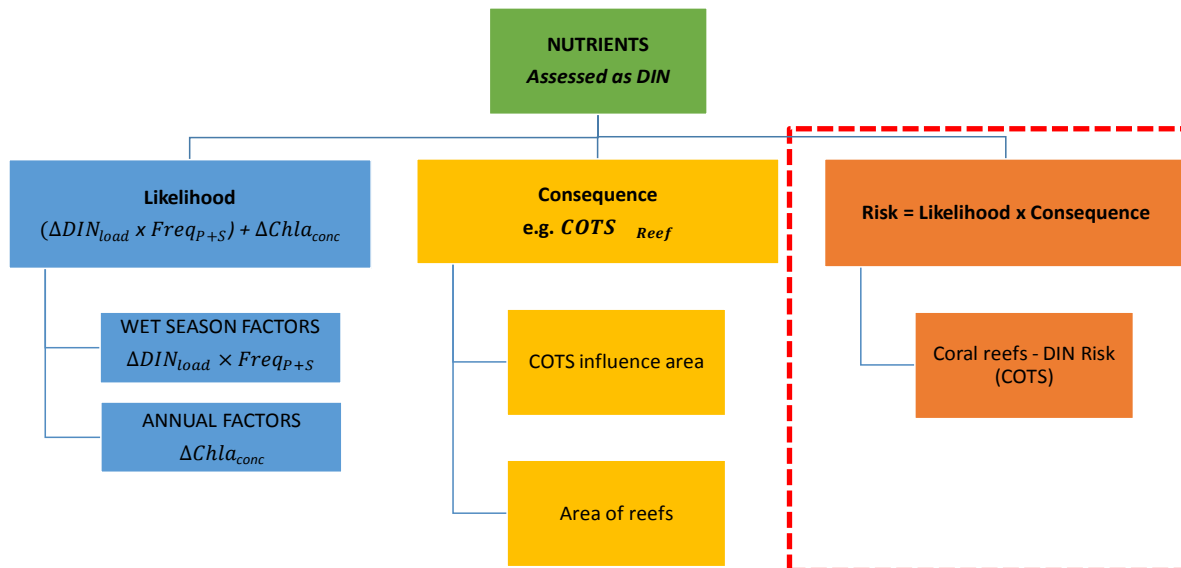 NUTRIENTS
Assessed as DIN
Likelihood
(ΔDIN_load x Freq_P+S) + ΔChla_conc
WET SEASON FACTORS
ΔDIN_load × Freq_P+S
ANNUAL FACTORS
ΔChla_conc
Consequence
e.g. COTS Reef
COTS influence area
Area of reefs
Risk = Likelihood x Consequence
Coral reefs - DIN Risk
(COTS)